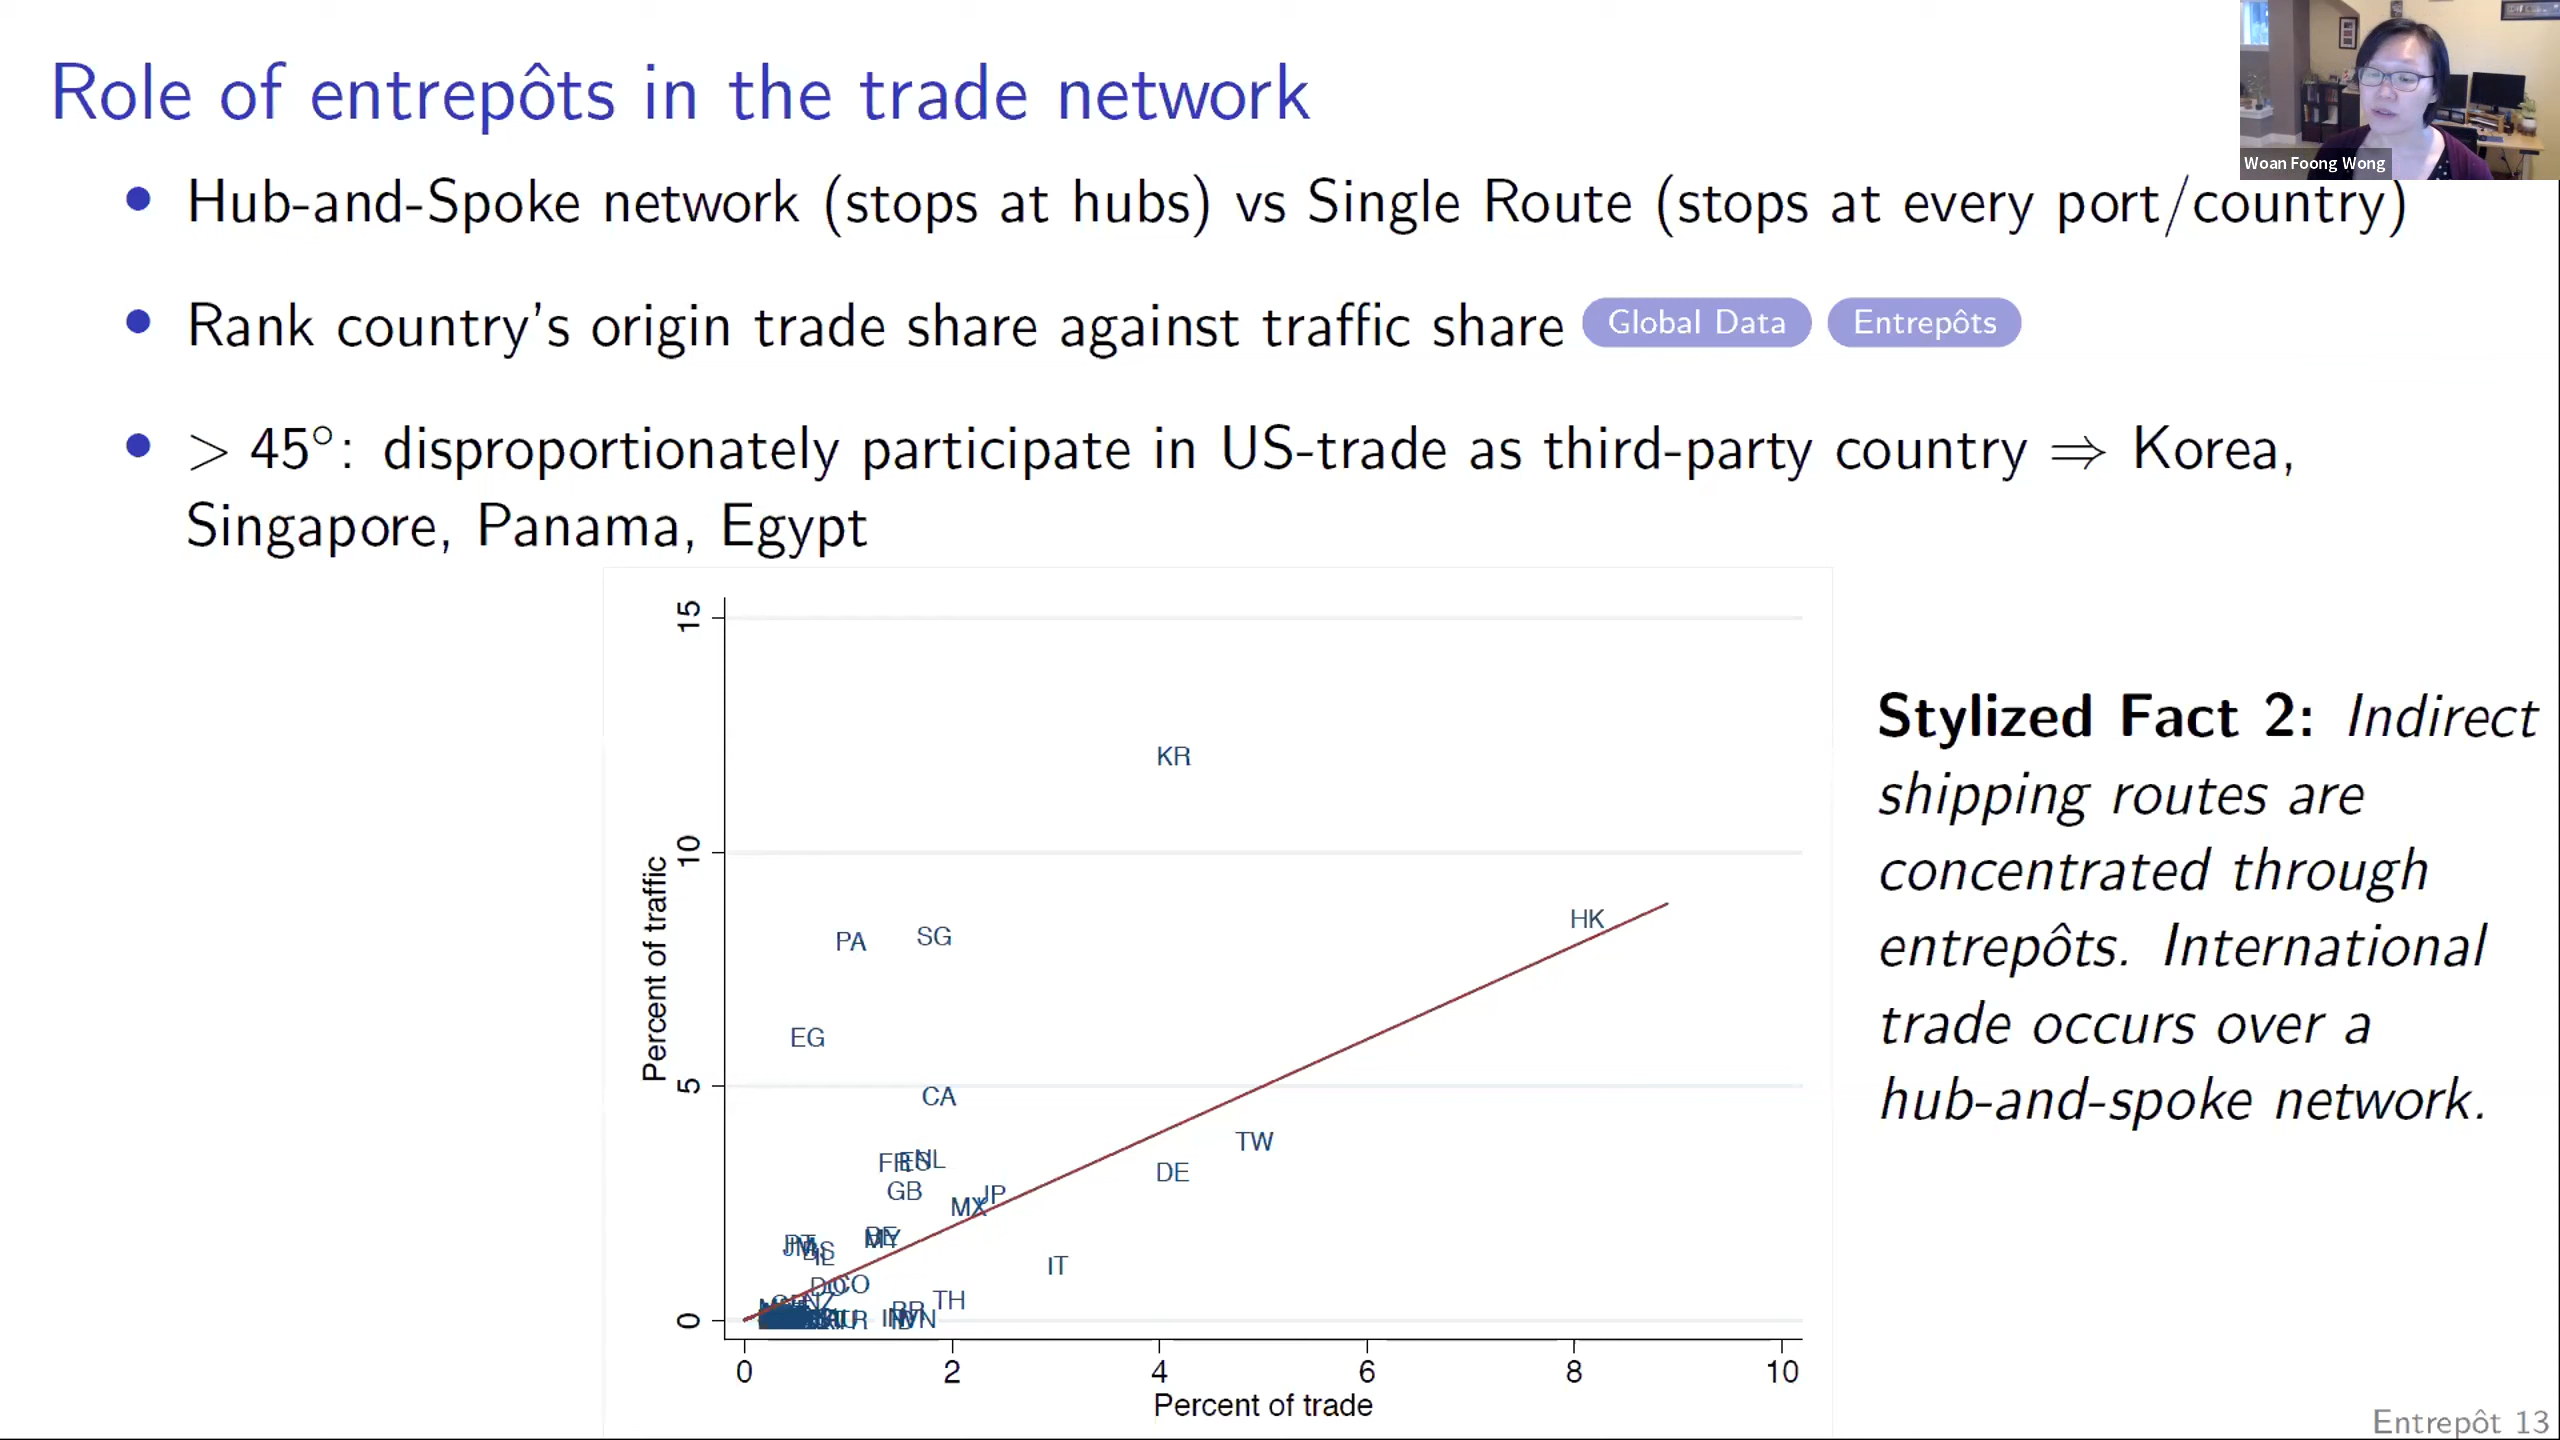 Role of entrepôts in the trade network
Woan Foong Wong
• Hub-and-Spoke network (stops at hubs) vs Single Route (stops at every port/country)
• Rank country's origin trade share against traffic share Global Data Entrepôts
• > 45°: disproportionately participate in US-trade as third-party country ⇒ Korea,
Singapore, Panama, Egypt
Percent of traffic
15
10
5
0
KR
HK
PA
SG
EG
CA
TW
DE
NL
GB
JP
MX
IT
MY
CO
TH
0 2 4 6 8 10
Percent of trade
Stylized Fact 2: Indirect
shipping routes are
concentrated through
entrepôts. International
trade occurs over a
hub-and-spoke network.
Entrepôt 13